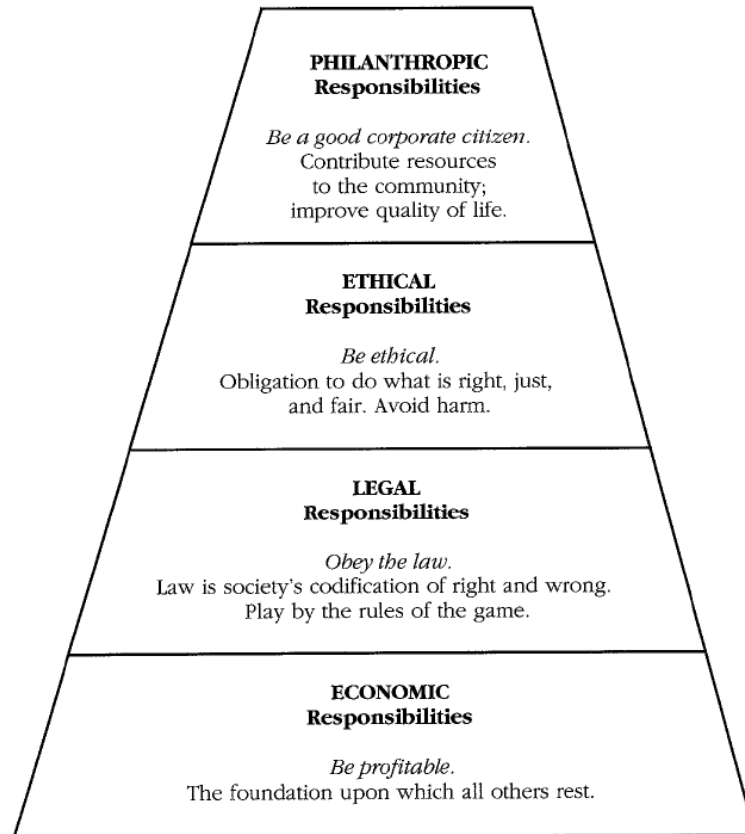 PHILANTHROPIC
Responsibilities
Be a good corporate citizen.
Contribute resources
to the community;
improve quality of life.
ETHICAL
Responsibilities
Be ethical.
Obligation to do what is right, just,
and fair. Avoid harm.
LEGAL
Responsibilities
Obey the law.
Law is society's codification of right and wrong.
Play by the rules of the game.
ECONOMIC
Responsibilities
Be profitable.
The foundation upon which all others rest.